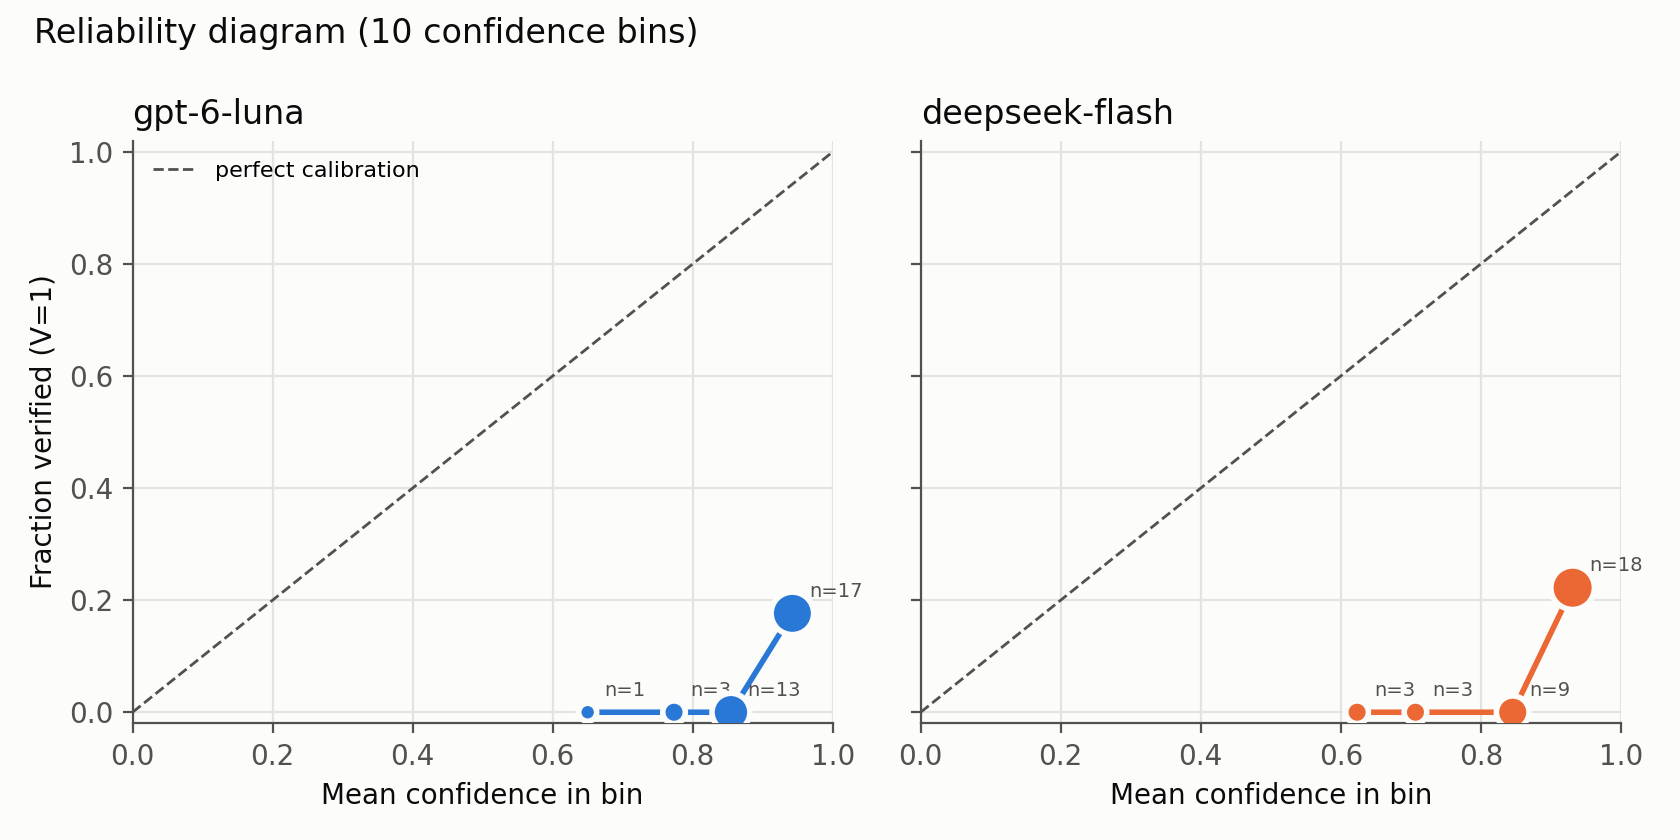 Reliability diagram (10 confidence bins)
gpt-6-luna
deepseek-flash
perfect calibration
Fraction verified (V=1)
1.0
0.8
0.6
0.4
0.2
0.0
n=1
n=3
n=13
n=17
n=3
n=3
n=9
n=18
0.0 0.2 0.4 0.6 0.8 1.0
0.0 0.2 0.4 0.6 0.8 1.0
Mean confidence in bin
Mean confidence in bin